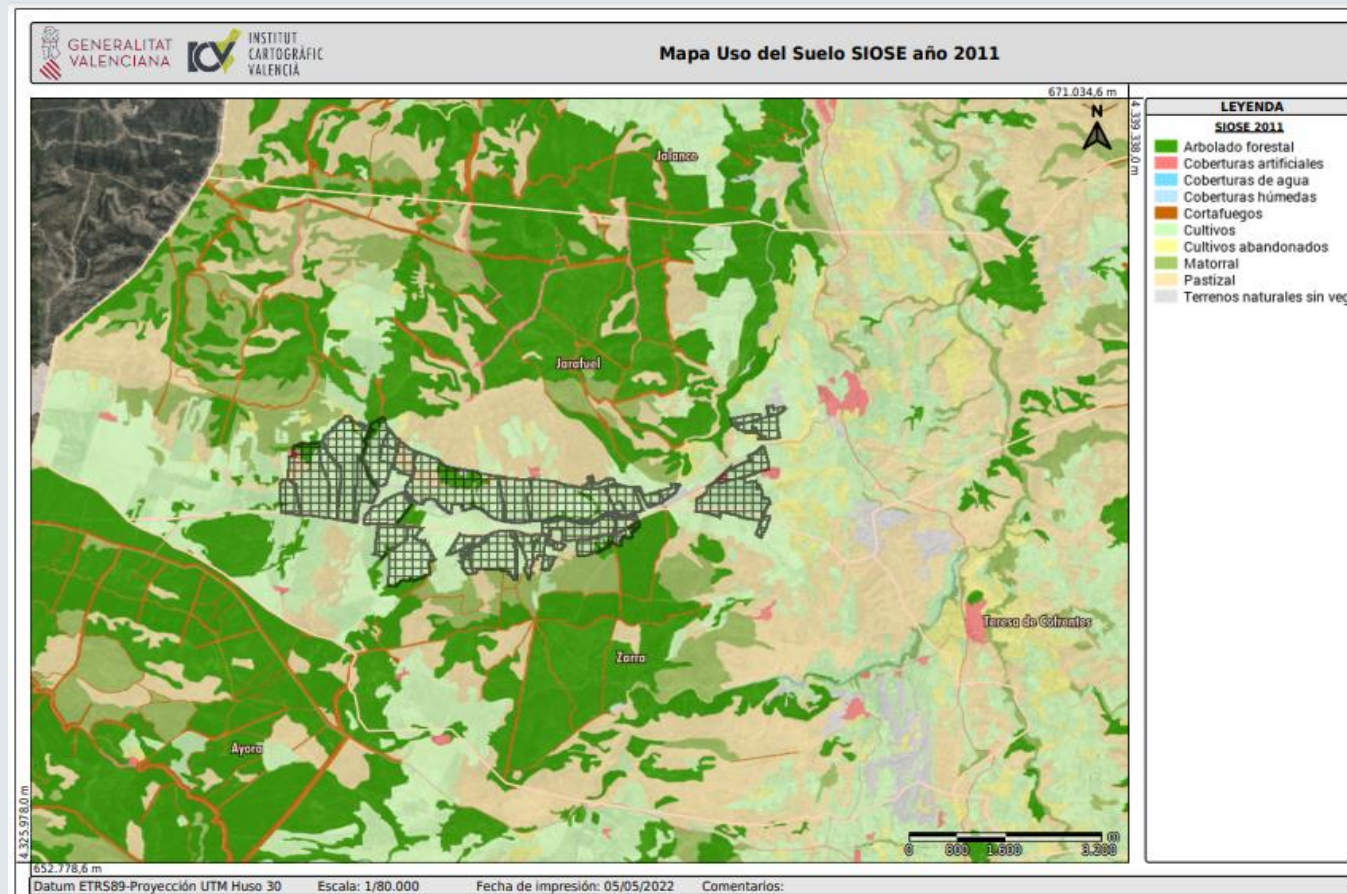 GENERALITAT
VALENCIANA
INSTITUT
CARTOGRÀFIC
VALENCIÀ
Mapa Uso del Suelo SIOSE año 2011
671.034,6 m
4.339.338,0 m
N
LEYENDA
SIOSE 2011
Arbolado forestal
Coberturas artificiales
Coberturas de agua
Coberturas húmedas
Cortafuegos
Cultivos
Cultivos abandonados
Matorral
Pastizal
Terrenos naturales sin veg
Jalance
Jarafuel
Teresa de Cofrentes
Zarra
Ayora
0 800 1.600 3.200 m
4.325.978,0 m
652.778,6 m
Datum ETRS89-Proyección UTM Huso 30 Escala: 1/80.000 Fecha de impresión: 05/05/2022 Comentarios: